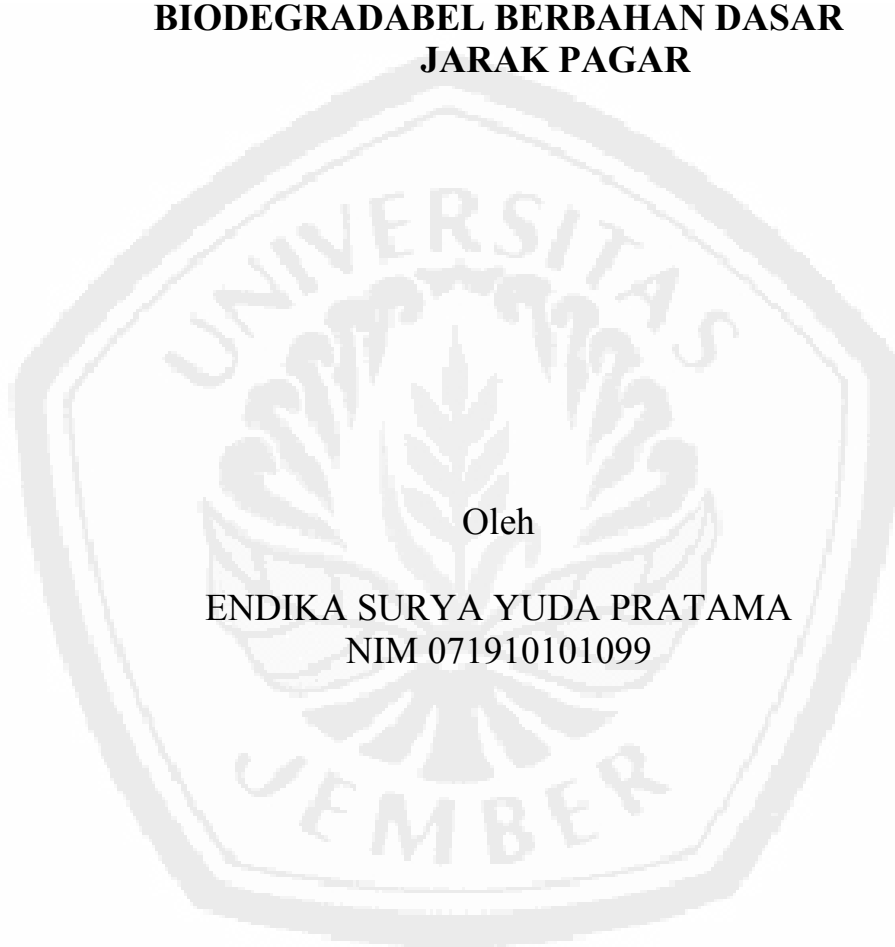 BIODEGRADABEL BERBAHAN DASAR
JARAK PAGAR
UNIVERSITAS
Oleh
ENDIKA SURYA YUDA PRATAMA
NIM 071910101099
JEMBER